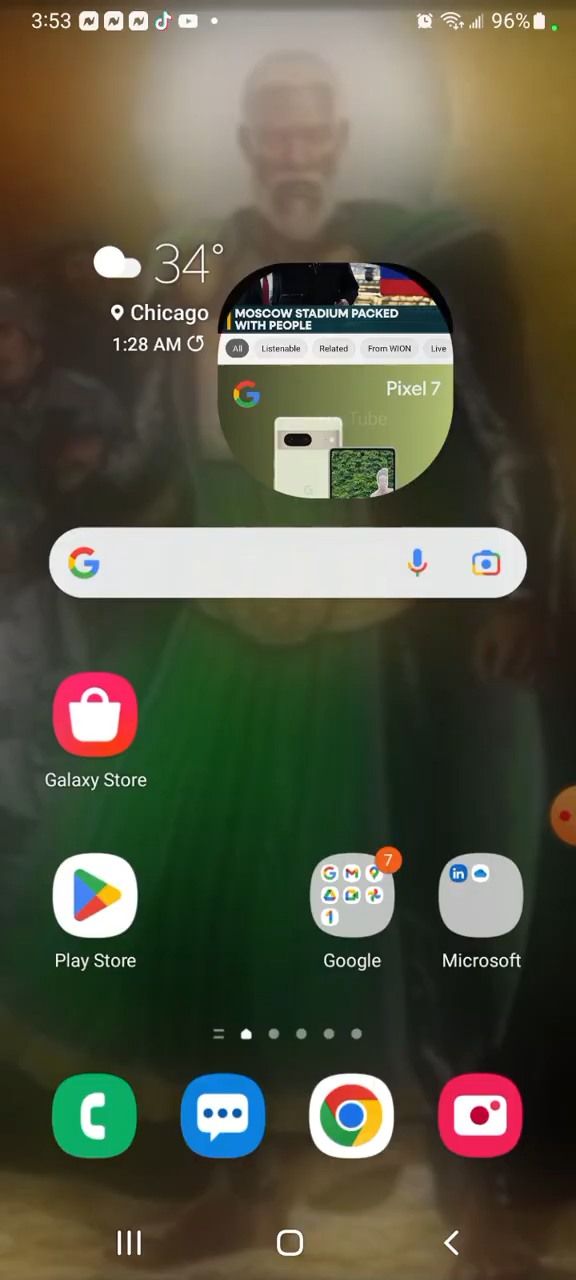 3:53
96%
34°
Chicago
1:28 AM
MOSCOW STADIUM PACKED
WITH PEOPLE
All Listenable Related From WION Live
Pixel 7
Tube
Galaxy Store
7
Play Store
Google
Microsoft